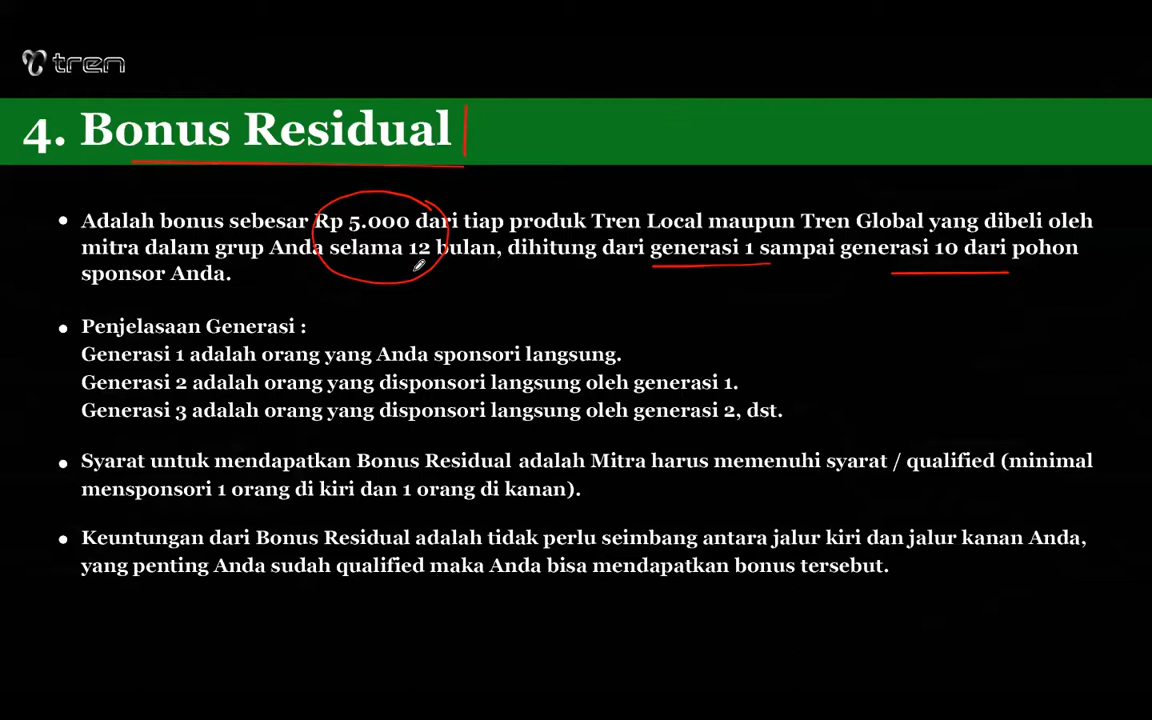 tren
4. Bonus Residual
• Adalah bonus sebesar Rp 5.000 dari tiap produk Tren Local maupun Tren Global yang dibeli oleh
mitra dalam grup Anda selama 12 bulan, dihitung dari generasi 1 sampai generasi 10 dari pohon
sponsor Anda.
• Penjelasaan Generasi :
Generasi 1 adalah orang yang Anda sponsori langsung.
Generasi 2 adalah orang yang disponsori langsung oleh generasi 1.
Generasi 3 adalah orang yang disponsori langsung oleh generasi 2, dst.
• Syarat untuk mendapatkan Bonus Residual adalah Mitra harus memenuhi syarat / qualified (minimal
mensponsori 1 orang di kiri dan 1 orang di kanan).
• Keuntungan dari Bonus Residual adalah tidak perlu seimbang antara jalur kiri dan jalur kanan Anda,
yang penting Anda sudah qualified maka Anda bisa mendapatkan bonus tersebut.